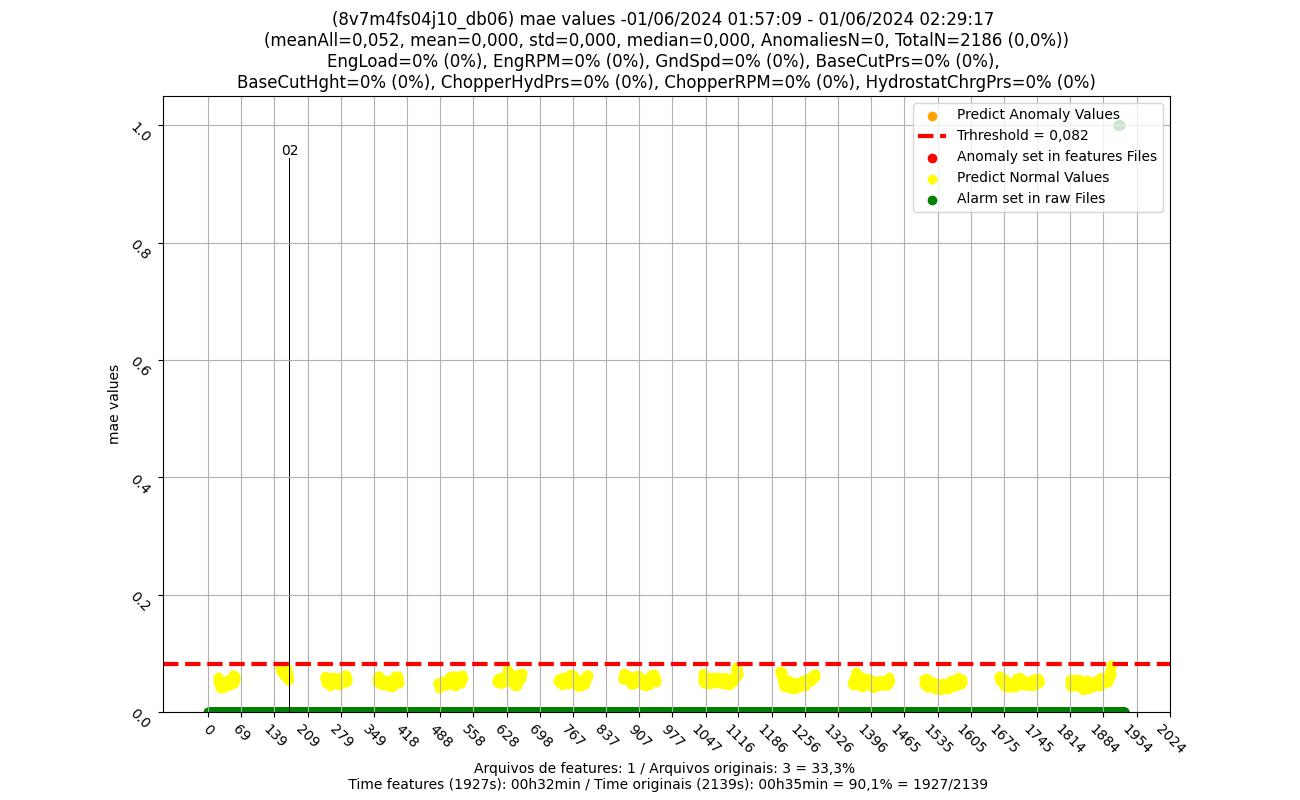 (8v7m4fs04j10_db06) mae values -01/06/2024 01:57:09 - 01/06/2024 02:29:17
(meanAll=0,052, mean=0,000, std=0,000, median=0,000, AnomaliesN=0, TotalN=2186 (0,0%))
EngLoad=0% (0%), EngRPM=0% (0%), GndSpd=0% (0%), BaseCutPrs=0% (0%),
BaseCutHght=0% (0%), ChopperHydPrs=0% (0%), ChopperRPM=0% (0%), HydrostatChrgPrs=0% (0%)
Predict Anomaly Values
Trhreshold = 0,082
Anomaly set in features Files
Predict Normal Values
Alarm set in raw Files
02
mae values
1.0
0.8
0.6
0.4
0.2
0.0
0 69 139 209 279 349 418 488 558 628 698 767 837 907 977 1047 1116 1186 1256 1326 1396 1465 1535 1605 1675 1745 1814 1884 1954 2024
Arquivos de features: 1 / Arquivos originais: 3 = 33,3%
Time features (1927s): 00h32min / Time originais (2139s): 00h35min = 90,1% = 1927/2139